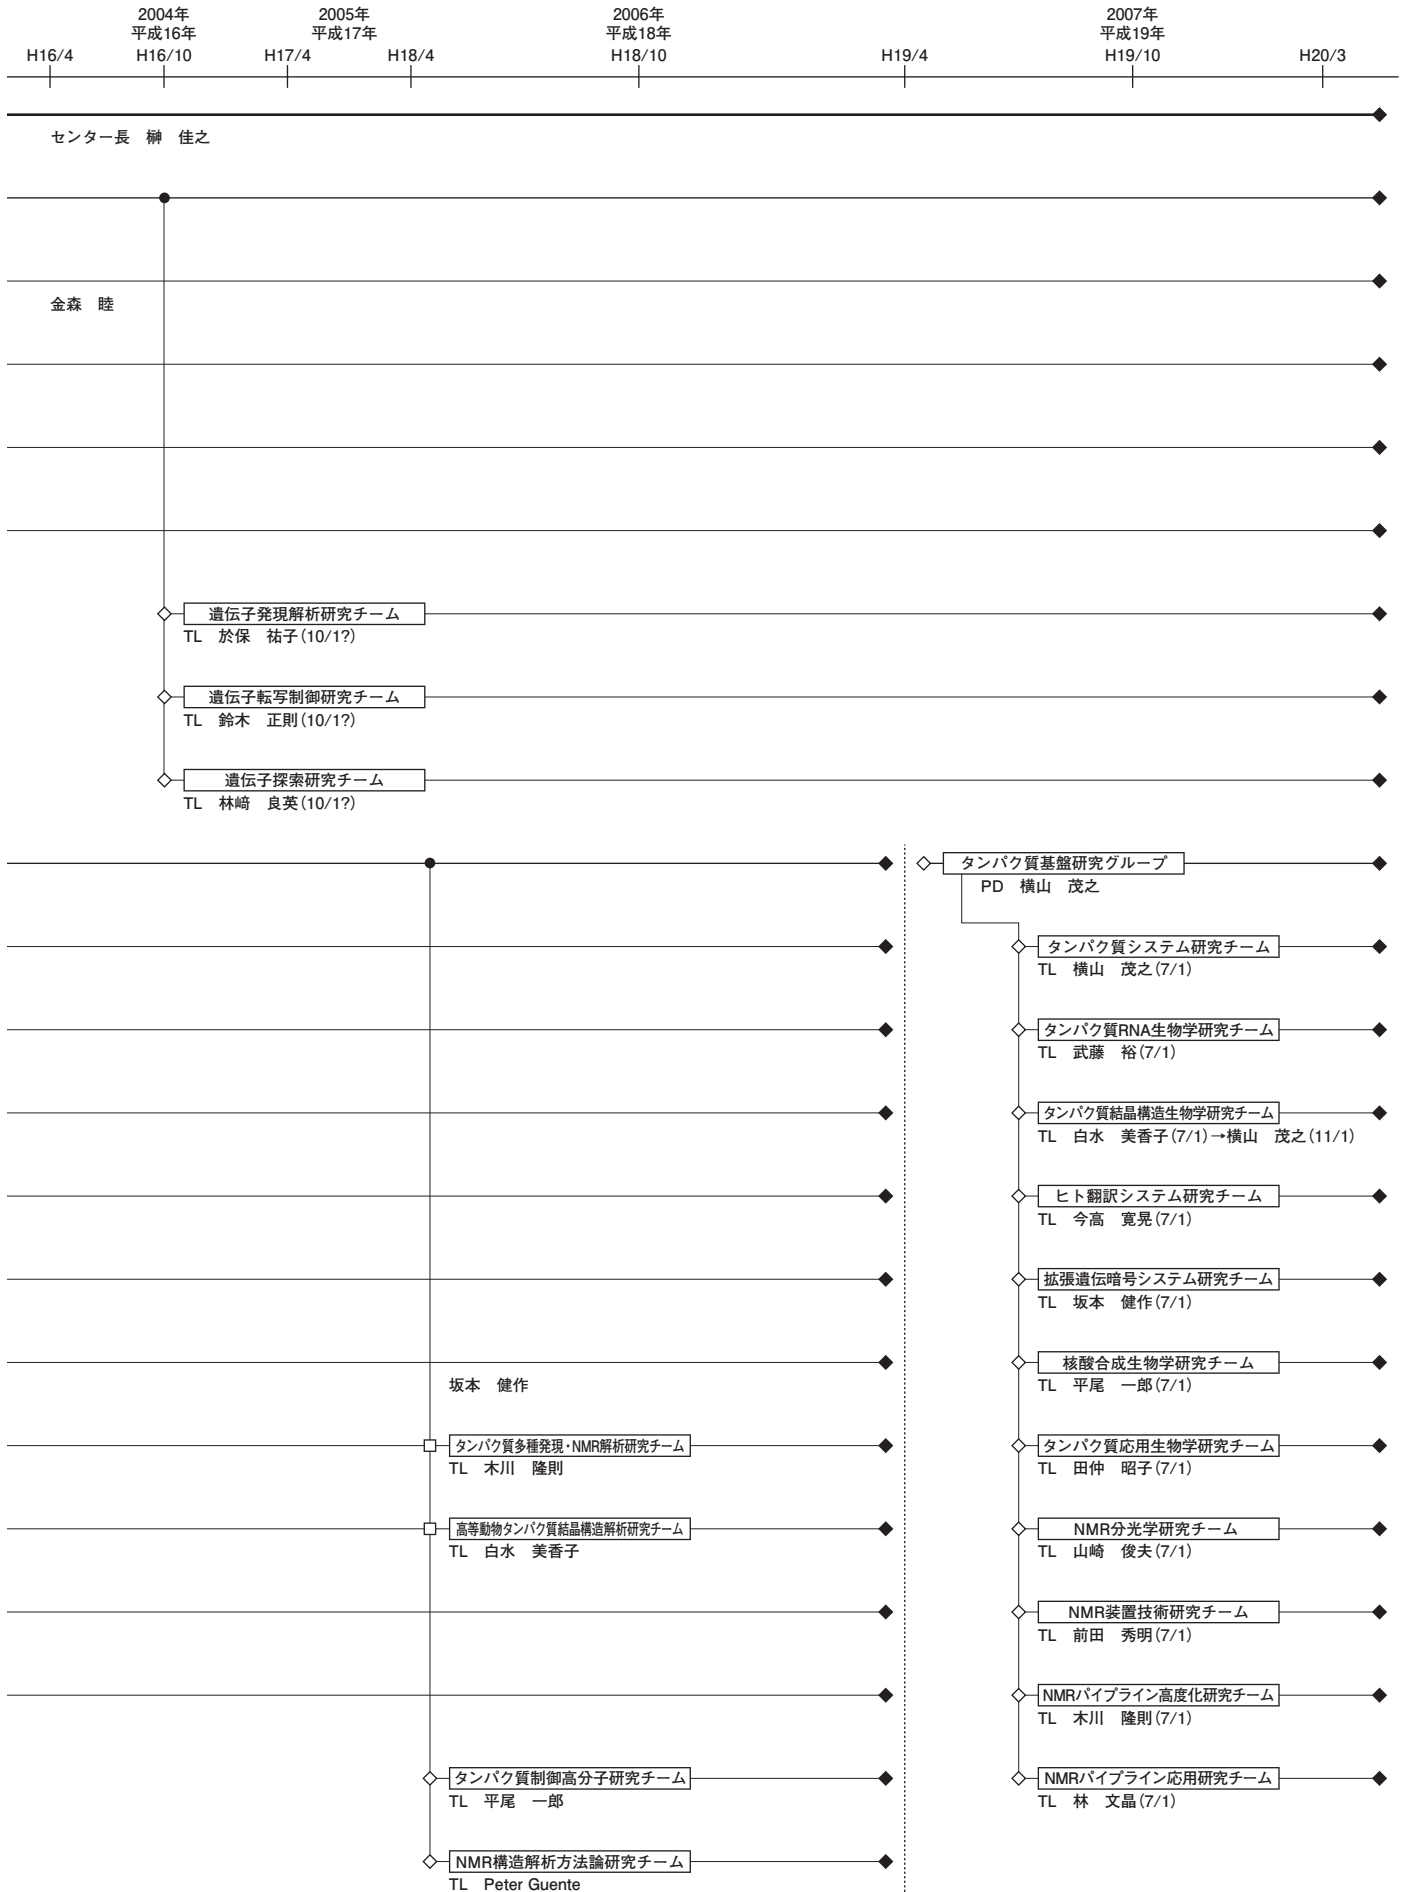 2004年
平成16年
2005年
平成17年
2006年
平成18年
2007年
平成19年
H16/4
H16/10
H17/4
H18/4
H18/10
H19/4
H19/10
H20/3
センター長　榊　佳之
金森　睦
遺伝子発現解析研究チーム
TL　於保　祐子(10/1?)
遺伝子転写制御研究チーム
TL　鈴木　正則(10/1?)
遺伝子探索研究チーム
TL　林﨑　良英(10/1?)
タンパク質基盤研究グループ
PD　横山　茂之
タンパク質システム研究チーム
TL　横山　茂之(7/1)
タンパク質RNA生物学研究チーム
TL　武藤　裕(7/1)
タンパク質結晶構造生物学研究チーム
TL　白水　美香子(7/1)→横山　茂之(11/1)
ヒト翻訳システム研究チーム
TL　今高　寛晃(7/1)
拡張遺伝暗号システム研究チーム
TL　坂本　健作(7/1)
坂本　健作
核酸合成生物学研究チーム
TL　平尾　一郎(7/1)
タンパク質多種発現・NMR解析研究チーム
TL　木川　隆則
タンパク質応用生物学研究チーム
TL　田仲　昭子(7/1)
高等動物タンパク質結晶構造解析研究チーム
TL　白水　美香子
NMR分光学研究チーム
TL　山崎　俊夫(7/1)
NMR装置技術研究チーム
TL　前田　秀明(7/1)
NMRパイプライン高度化研究チーム
TL　木川　隆則(7/1)
タンパク質制御高分子研究チーム
TL　平尾　一郎
NMRパイプライン応用研究チーム
TL　林　文晶(7/1)
NMR構造解析方法論研究チーム
TL　Peter Guente